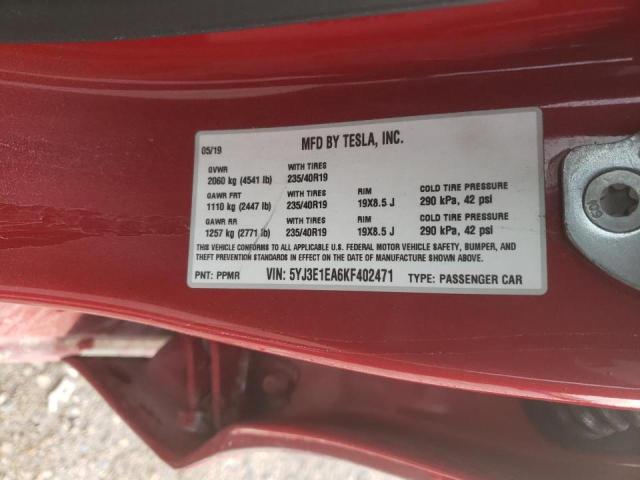 05/19 MFD BY TESLA, INC.
GVWR WITH TIRES
2060 kg (4541 lb) 235/40R19
GAWR FRT WITH TIRES RIM COLD TIRE PRESSURE
1110 kg (2447 lb) 235/40R19 19X8.5 J 290 kPa, 42 psi
GAWR RR WITH TIRES RIM COLD TIRE PRESSURE
1257 kg (2771 lb) 235/40R19 19X8.5 J 290 kPa, 42 psi
THIS VEHICLE CONFORMS TO ALL APPLICABLE U.S. FEDERAL MOTOR VEHICLE SAFETY, BUMPER, AND
THEFT PREVENTION STANDARDS IN EFFECT ON THE DATE OF MANUFACTURE SHOWN ABOVE.
PNT: PPMR VIN: 5YJ3E1EA6KF402471 TYPE: PASSENGER CAR